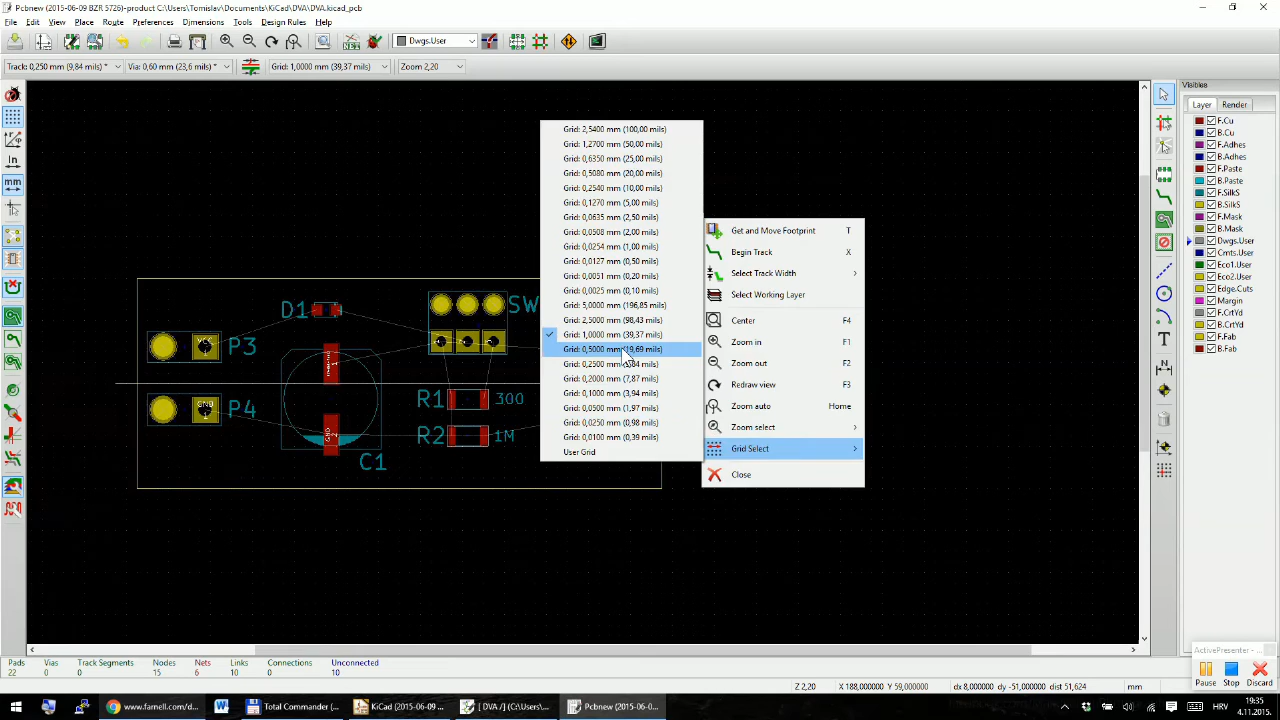 Pcbnew (2015-06-09 BZR 5726)-product C:\Users\Tomislav\Documents\KiCad\DVA\DVA.kicad_pcb
File Edit View Place Route Preferences Dimensions Tools Design Rules Help
NET
Dwgs.User
Track: 0,250 mm (9,84 mils) *
Via: 0,60 mm (23,6 mils) *
Grid: 1,0000 mm (39,37 mils)
Zoom 2,20
In
mm
Grid: 2,5400 mm (100,00 mils)
Grid: 1,2700 mm (50,00 mils)
Grid: 0,6350 mm (25,00 mils)
Grid: 0,5080 mm (20,00 mils)
Grid: 0,2540 mm (10,00 mils)
Grid: 0,1270 mm (5,00 mils)
Grid: 0,0635 mm (2,50 mils)
Grid: 0,0508 mm (2,00 mils)
Grid: 0,0254 mm (1,00 mils)
Grid: 0,0127 mm (0,50 mils)
Grid: 0,0051 mm (0,20 mils)
Grid: 0,0025 mm (0,10 mils)
Grid: 5,0000 mm (196,85 mils)
Grid: 2,5000 mm (98,43 mils)
Grid: 1,0000 mm (39,37 mils)
Grid: 0,5000 mm (19,69 mils)
Grid: 0,2500 mm
Grid: 0,2000 mm (7,87 mils)
Grid: 0,1000 mm (3,94 mils)
Grid: 0,0500 mm (1,97 mils)
Grid: 0,0250 mm (0,98 mils)
Grid: 0,0100 mm (0,39 mils)
User Grid
Get and Move Footprint T
Begin Track X
Select Track Width
Select Working Layer
Center F4
Zoom in F1
Zoom out F2
Redraw view F3
Zoom auto Home
Zoom select
Grid Select
Close
D1
SW
P3
P4
GND
1
R1
300
R2
1M
C1
Visibles
Layer Render
F.Cu
B.Cu
F.Adhes
B.Adhes
F.Paste
B.Paste
F.SilkS
B.SilkS
F.Mask
B.Mask
Dwgs.User
Cmts.User
Eco1.User
Eco2.User
Edge.Cuts
Margin
F.CrtYd
B.CrtYd
F.Fab
B.Fab
T
Pads Vias Track Segments Nodes Nets Links Connections Unconnected
22 0 0 15 6 10 0 10
Z 2,20
X 188,000000 Y 59,000000
dx 8,000000 dy -51,000000 dist 51,624
mm
ActivePresenter - ...
Pause Stop Discard
www.farnell.com/d...
Total Commander (...
KiCad (2015-06-09 ...
[ DVA /] (C:\Users\...
Pcbnew (2015-06-0...
HRV
19:35
4.11.2015.